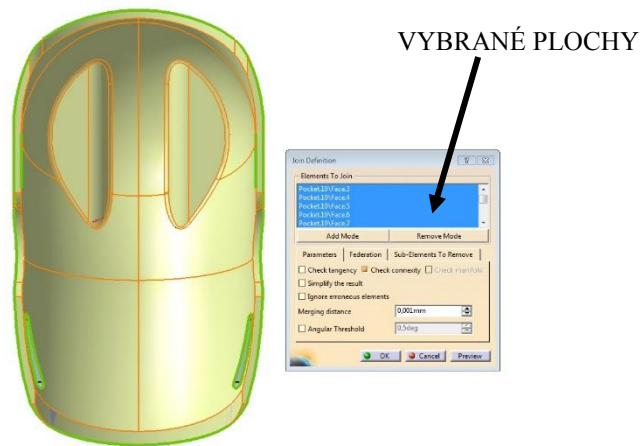 VYBRANÉ PLOCHY
Join Definition
Elements To Join
Pocket.10\Face.3
Pocket.10\Face.4
Pocket.10\Face.5
Pocket.10\Face.6
Pocket.10\Face.7
Add Mode Remove Mode
Parameters Federation Sub-Elements To Remove
Check tangency Check connexity Check manifold
Simplify the result
Ignore erroneous elements
Merging distance 0,001mm
Angular Threshold 0,5deg
OK Cancel Preview